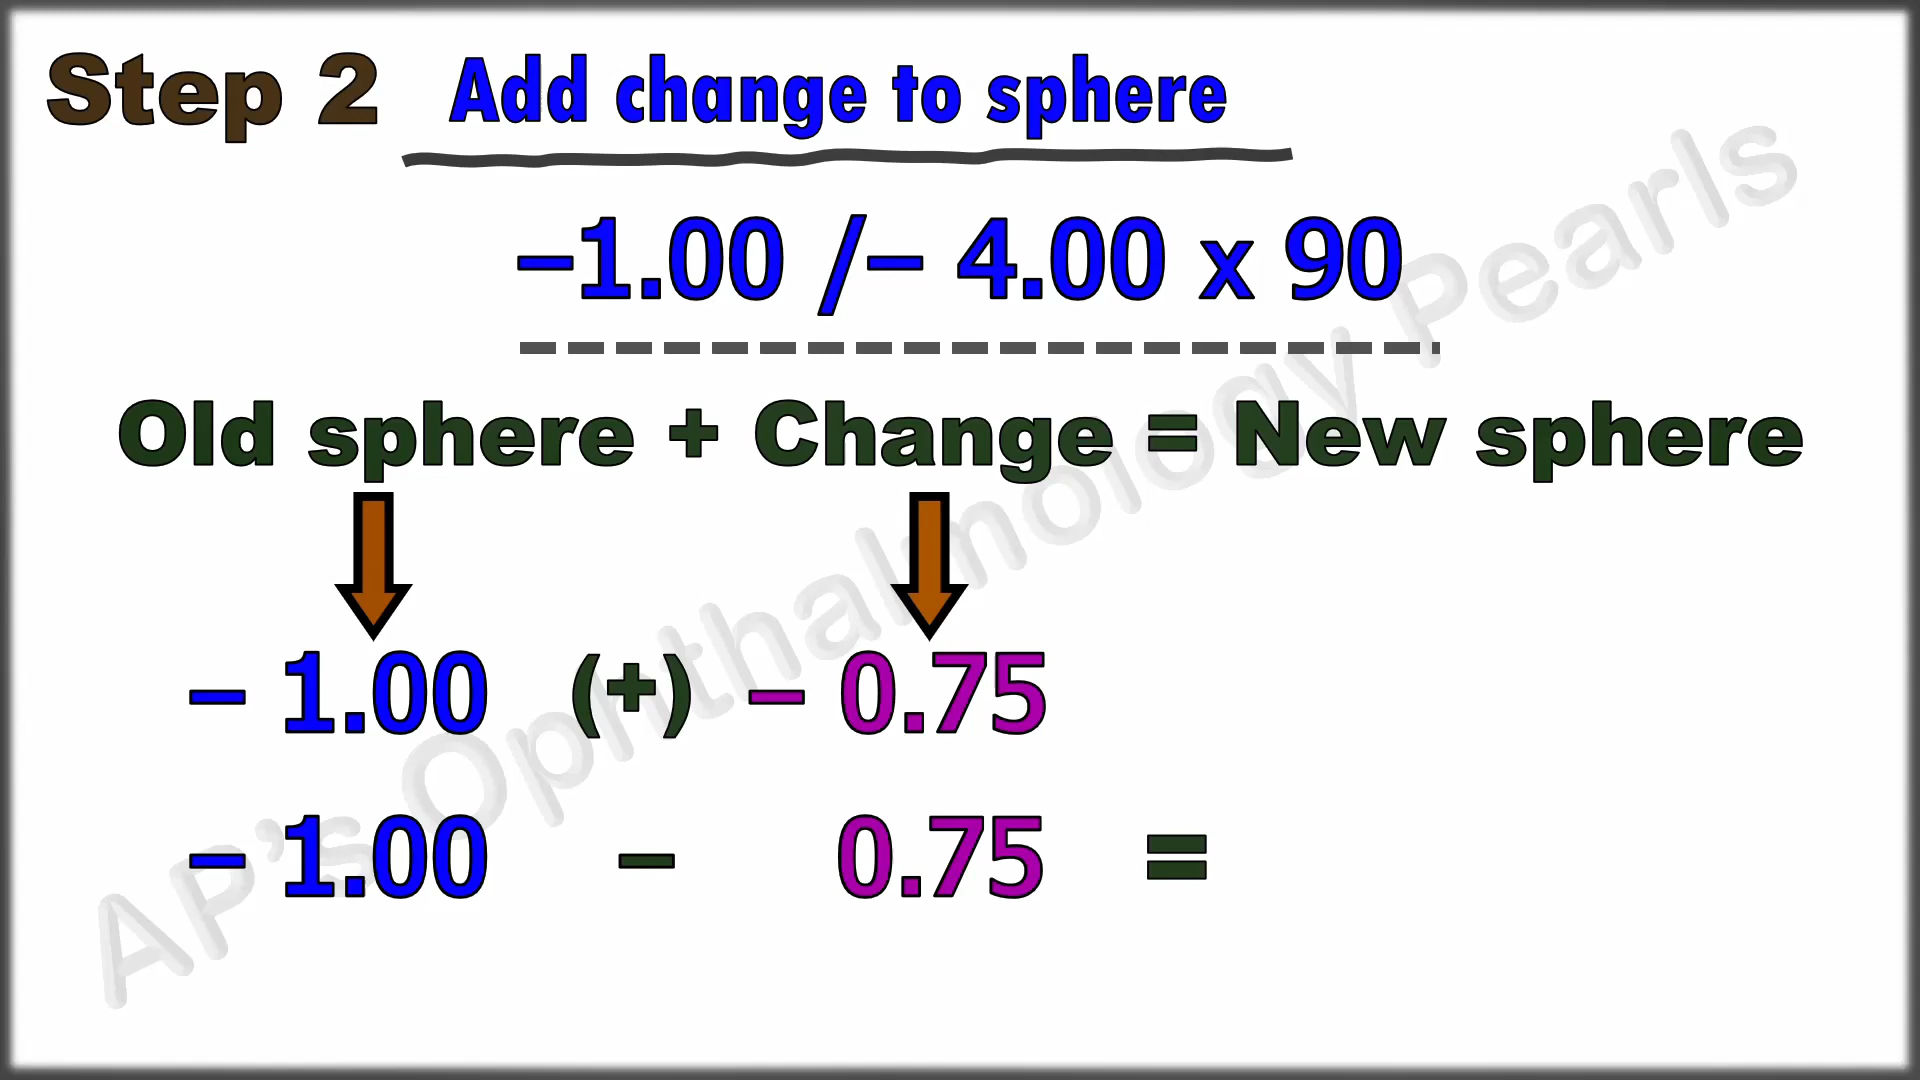 Step 2 Add change to sphere
–1.00 /– 4.00 x 90
Old sphere + Change = New sphere
– 1.00 (+) – 0.75
– 1.00 – 0.75 =
AP's Ophthalmology Pearls